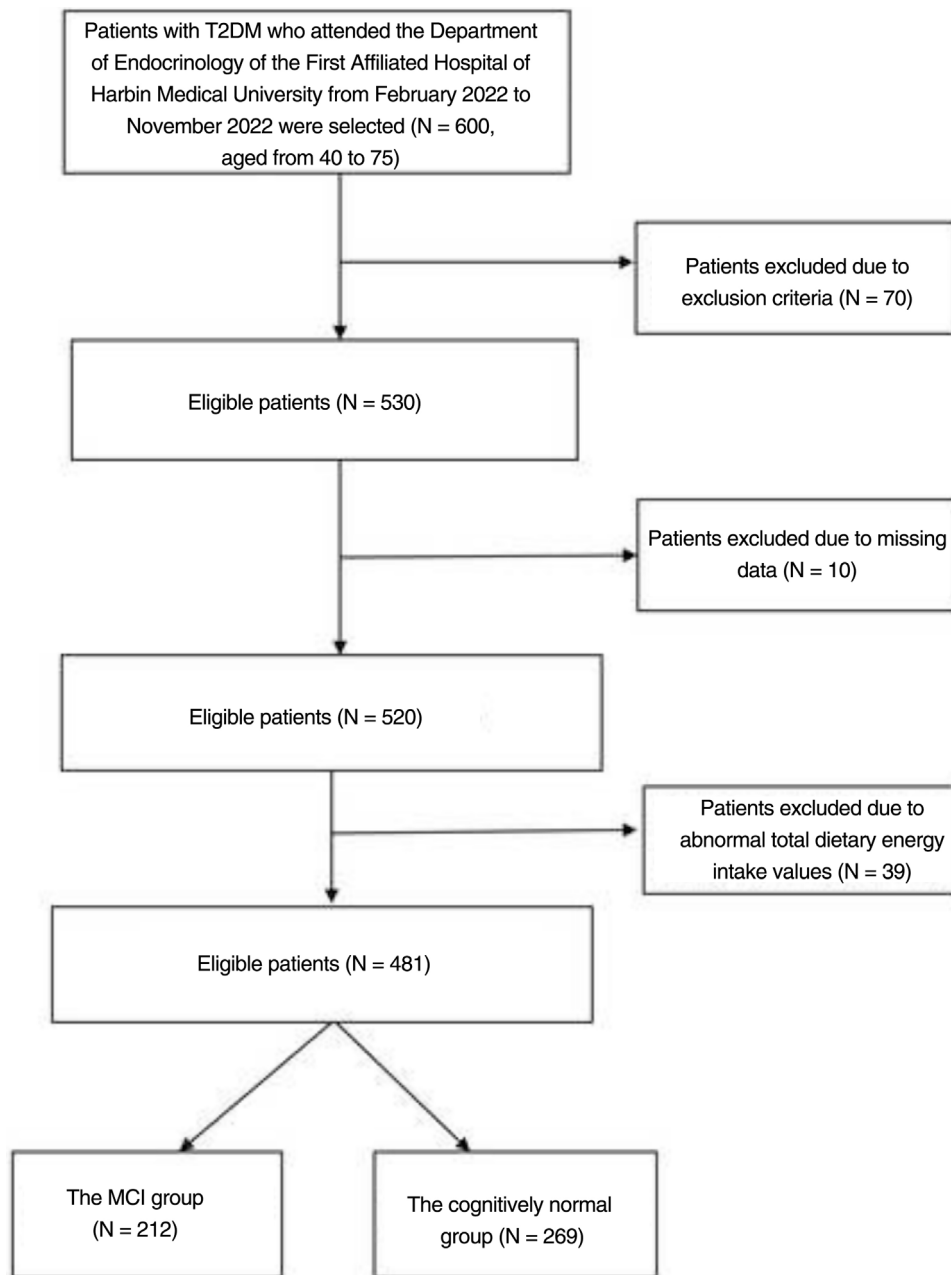 Patients with T2DM who attended the Department
of Endocrinology of the First Affiliated Hospital of
Harbin Medical University from February 2022 to
November 2022 were selected (N = 600,
aged from 40 to 75)
Patients excluded due to
exclusion criteria (N = 70)
Eligible patients (N = 530)
Patients excluded due to missing
data (N = 10)
Eligible patients (N = 520)
Patients excluded due to
abnormal total dietary energy
intake values (N = 39)
Eligible patients (N = 481)
The MCI group
(N = 212)
The cognitively normal
group (N = 269)